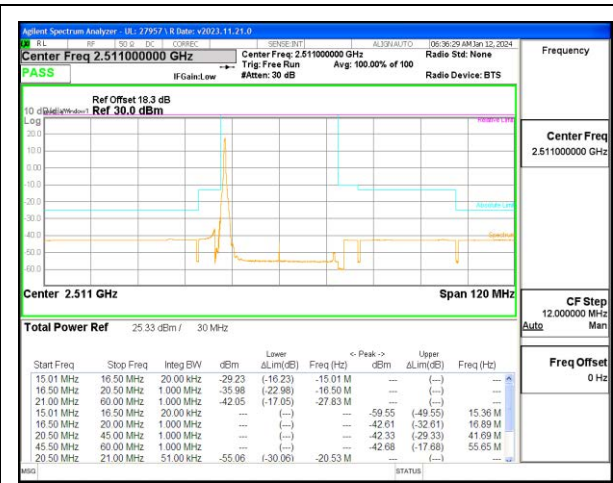 Agilent Spectrum Analyzer - UL: 27957 \ R Date: v2023.11.21.0
RL RF 50 Ω DC CORREC SENSE:INT ALIGN AUTO 06:36:29 AM Jan 12, 2024
Center Freq 2.511000000 GHz
Center Freq: 2.511000000 GHz Radio Std: None
Trig: Free Run Avg: 100.00% of 100
PASS IFGain:Low #Atten: 30 dB Radio Device: BTS
Frequency
Ref Offset 18.3 dB
10 dB/div Ref 30.0 dBm
Log
Relative Limit
20.0
10.0
0.00
-10.0
-20.0
Absolute Limit
-30.0
-40.0
Spectrum
-50.0
-60.0
Center 2.511 GHz Span 120 MHz
Center Freq
2.511000000 GHz
CF Step
12.000000 MHz
Auto Man
Freq Offset
0 Hz
Total Power Ref 25.33 dBm / 30 MHz
Lower <- Peak -> Upper
Start Freq Stop Freq Integ BW dBm ΔLim(dB) Freq (Hz) dBm ΔLim(dB) Freq (Hz)
15.01 MHz 16.50 MHz 20.00 kHz -29.23 (-16.23) -15.01 M --- (---) ---
16.50 MHz 20.50 MHz 1.000 MHz -35.98 (-22.98) -16.50 M --- (---) ---
21.00 MHz 60.00 MHz 1.000 MHz -42.05 (-17.05) -27.83 M --- (---) ---
15.01 MHz 16.50 MHz 20.00 kHz --- (---) --- -59.55 (-49.55) 15.36 M
16.50 MHz 20.50 MHz 1.000 MHz --- (---) --- -42.61 (-32.61) 16.89 M
20.50 MHz 45.00 MHz 1.000 MHz --- (---) --- -42.33 (-29.33) 41.69 M
45.50 MHz 60.00 MHz 1.000 MHz --- (---) --- -42.68 (-17.68) 55.65 M
20.50 MHz 21.00 MHz 51.00 kHz -55.06 (-30.06) -20.53 M --- (---) ---
MSG STATUS